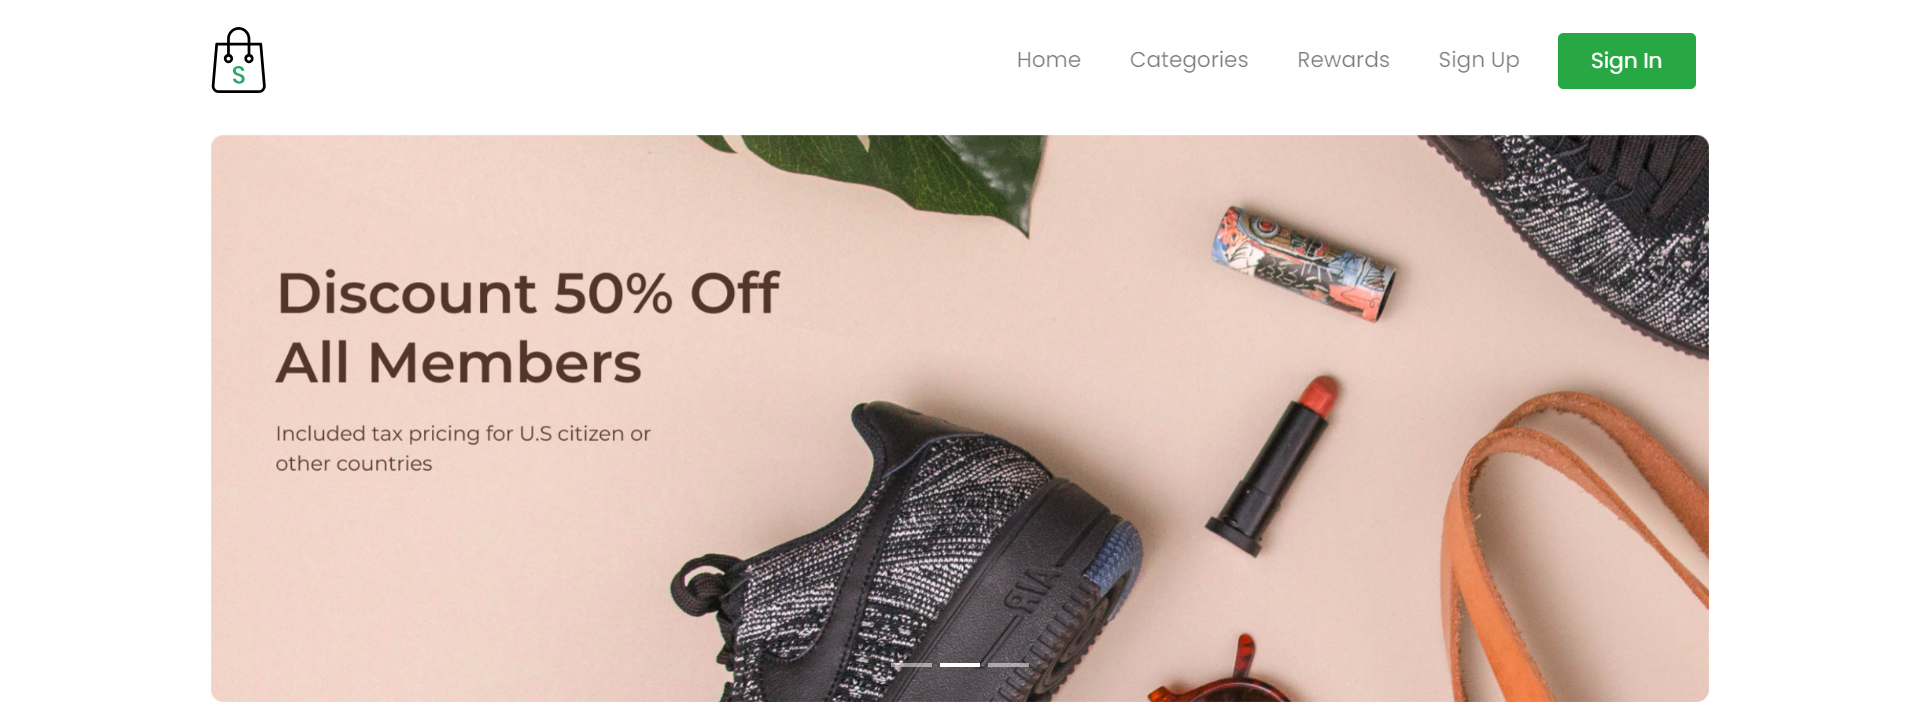 S
Home
Categories
Rewards
Sign Up
Sign In
Discount 50% Off
All Members
Included tax pricing for U.S citizen or
other countries